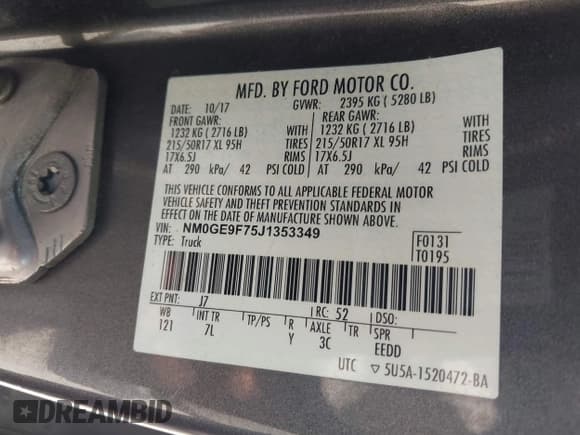 MFD. BY FORD MOTOR CO.
DATE: 10/17 GVWR: 2395 KG ( 5280 LB)
FRONT GAWR: REAR GAWR:
1232 KG ( 2716 LB) WITH 1232 KG ( 2716 LB) WITH
215/50R17 XL 95H TIRES 215/50R17 XL 95H TIRES
17X6.5J RIMS 17X6.5J RIMS
AT 290 kPa/ 42 PSI COLD AT 290 kPa/ 42 PSI COLD
THIS VEHICLE CONFORMS TO ALL APPLICABLE FEDERAL MOTOR
VEHICLE SAFETY AND THEFT PREVENTION STANDARDS IN
EFFECT ON THE DATE OF MANUFACTURE SHOWN ABOVE.
VIN: NM0GE9F75J1353349 F0131
TYPE: Truck T0195
EXT PNT: J7 RC: 52 DSO:
WB INT TR TP/PS R AXLE TR SPR
121 7L Y 3C EEDD
UTC ▽ 5U5A-1520472-BA
DREAMBID